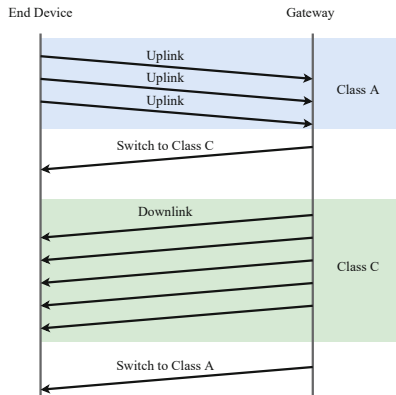 End Device
Gateway
Uplink
Uplink
Uplink
Class A
Switch to Class C
Downlink
Class C
Switch to Class A